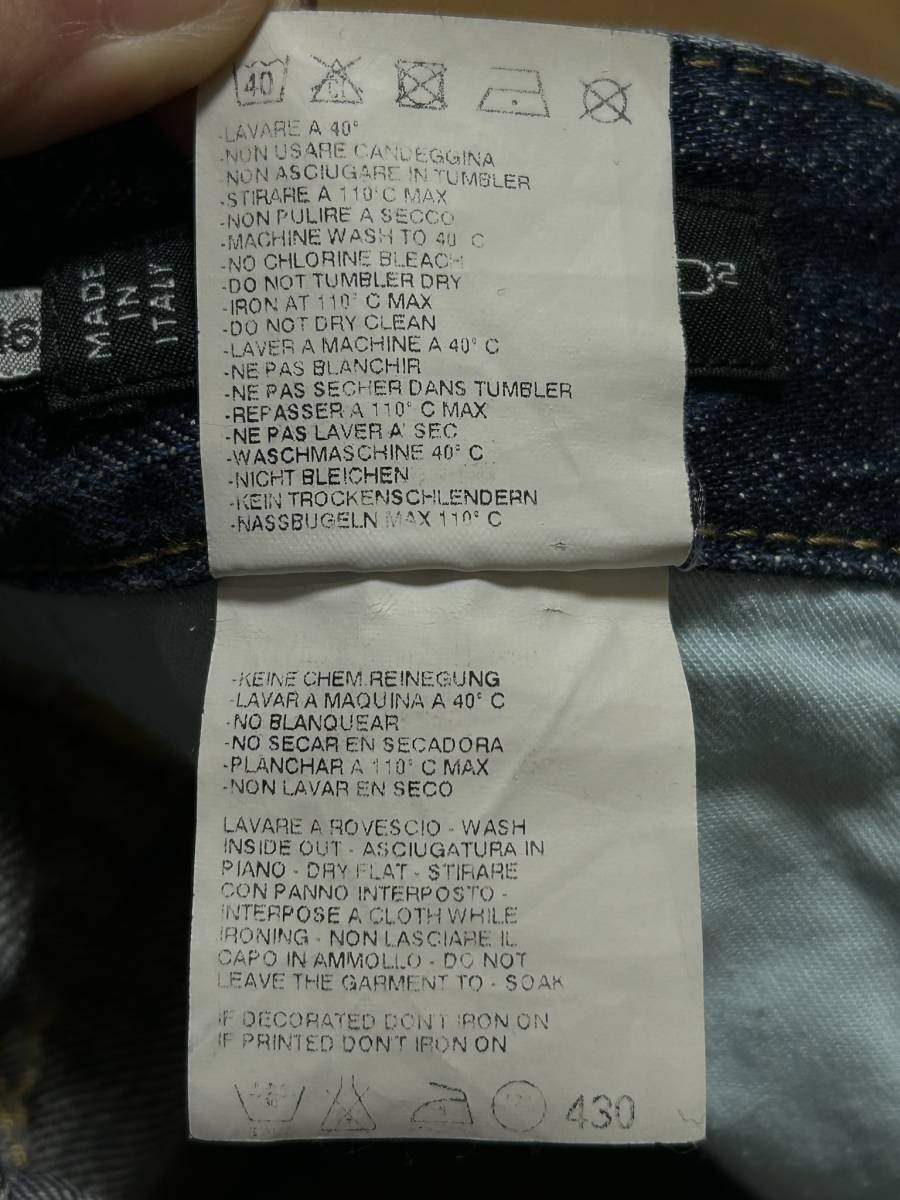 40
CL
-LAVARE A 40°
-NON USARE CANDEGGINA
-NON ASCIUGARE IN TUMBLER
-STIRARE A 110°C MAX
-NON PULIRE A SECCO
-MACHINE WASH TO 40 C
-NO CHLORINE BLEACH
-DO NOT TUMBLER DRY
-IRON AT 110° C MAX
-DO NOT DRY CLEAN
-LAVER A MACHINE A 40° C
-NE PAS BLANCHIR
-NE PAS SECHER DANS TUMBLER
-REPASSER A 110° C MAX
-NE PAS LAVER A' SEC
-WASCHMASCHINE 40° C
-NICHT BLEICHEN
-KEIN TROCKENSCHLENDERN
-NASSBUGELN MAX 110° C
MADE
IN
ITALY
D²
-KEINE CHEM.REINEGUNG
-LAVAR A MAQUINA A 40° C
-NO BLANQUEAR
-NO SECAR EN SECADORA
-PLANCHAR A 110° C MAX
-NON LAVAR EN SECO
LAVARE A ROVESCIO - WASH
INSIDE OUT - ASCIUGATURA IN
PIANO - DRY FLAT - STIRARE
CON PANNO INTERPOSTO -
INTERPOSE A CLOTH WHILE
IRONING - NON LASCIARE IL
CAPO IN AMMOLLO - DO NOT
LEAVE THE GARMENT TO - SOAK
IF DECORATED DON'T IRON ON
IF PRINTED DON'T IRON ON
430